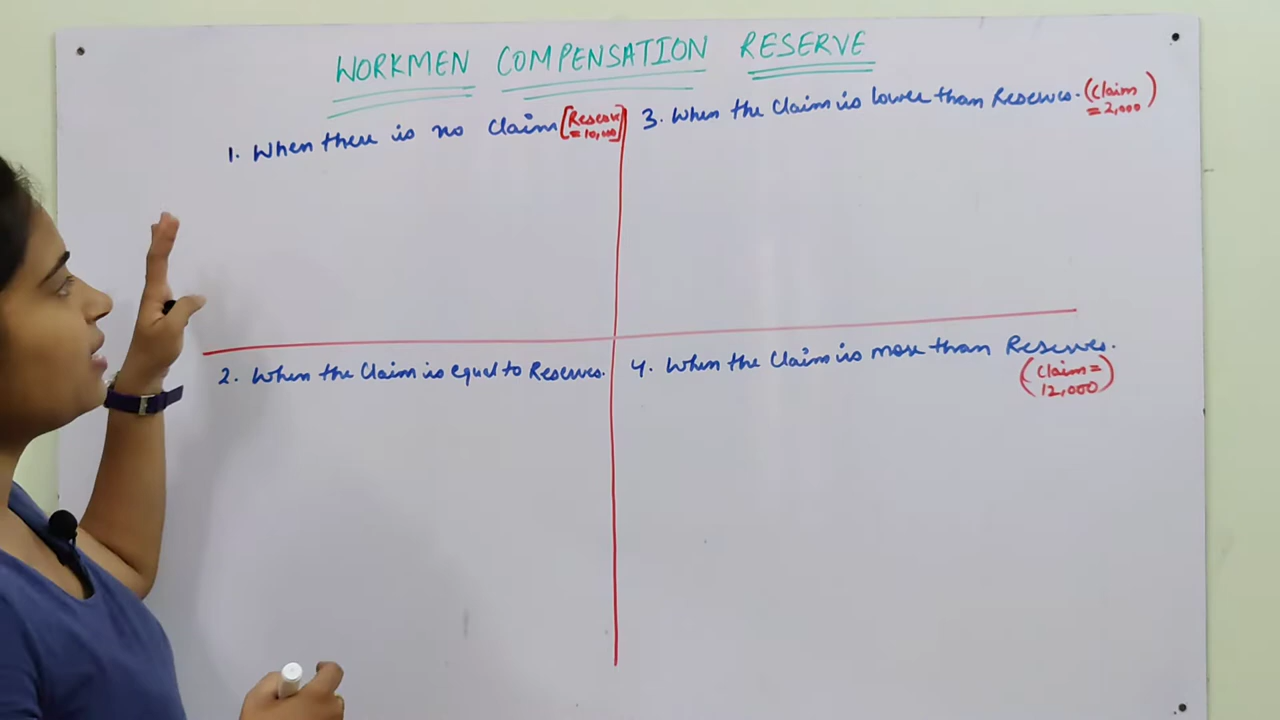 WORKMEN COMPENSATION RESERVE
1. When there is no Claim [Reserve = 10,000]
3. When the Claim is lower than Reserves. (Claim = 2,000)
2. When the Claim is equal to Reserves.
4. When the Claim is more than Reserves.
(Claim =
12,000)